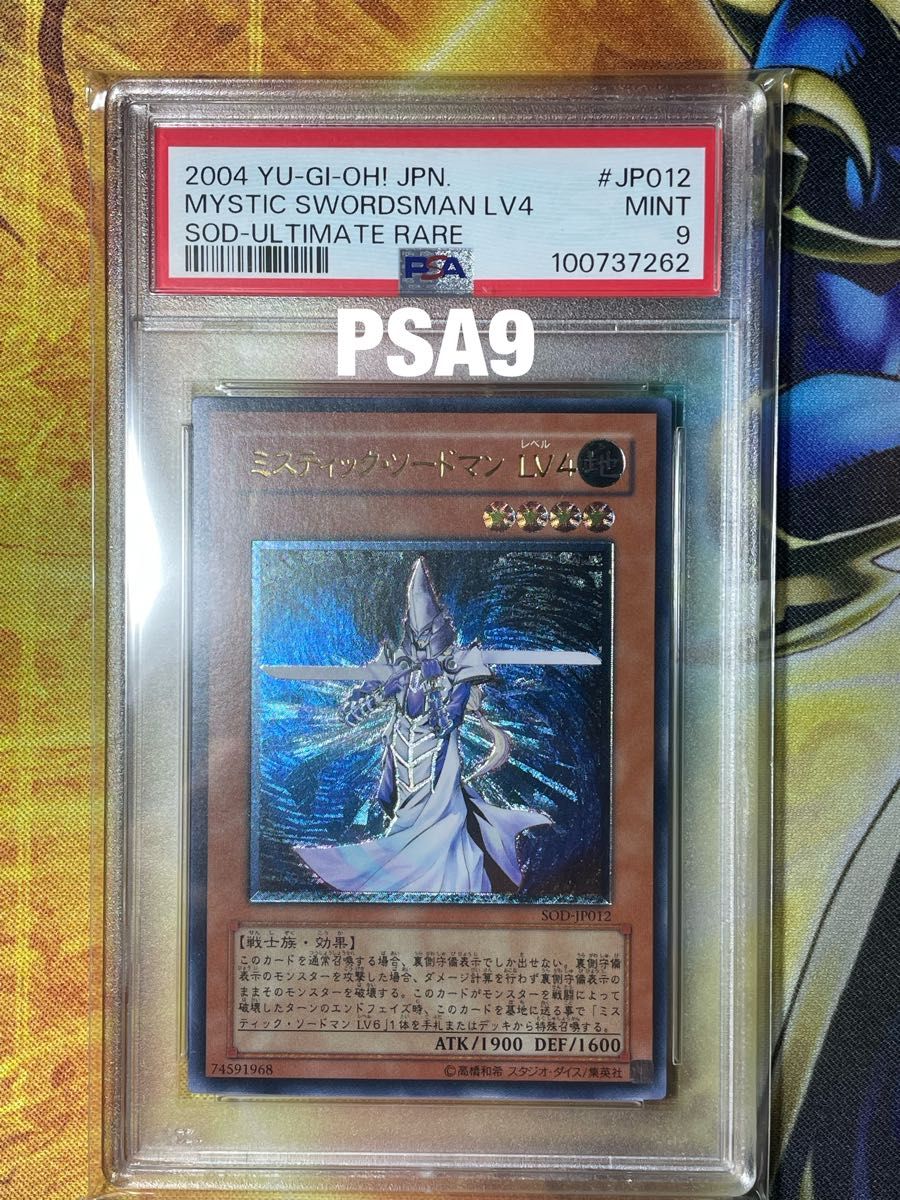 2004 YU-GI-OH! JPN. #JP012
MYSTIC SWORDSMAN LV4 MINT
SOD-ULTIMATE RARE 9
PSA 100737262
PSA9
レベル
ミスティック・ソードマン LV4 地
SOD-JP012
【戦士族・効果】
このカードを通常召喚する場合、裏側守備表示でしか出せない。裏側守備
表示のモンスターを攻撃した場合、ダメージ計算を行わず裏側守備表示の
ままそのモンスターを破壊する。このカードがモンスターを戦闘によって
破壊したターンのエンドフェイズ時、このカードを墓地に送る事で「ミス
ティック・ソードマン LV6」1体を手札またはデッキから特殊召喚する。
ATK/1900 DEF/1600
74591968 ©高橋和希 スタジオ・ダイス/集英社